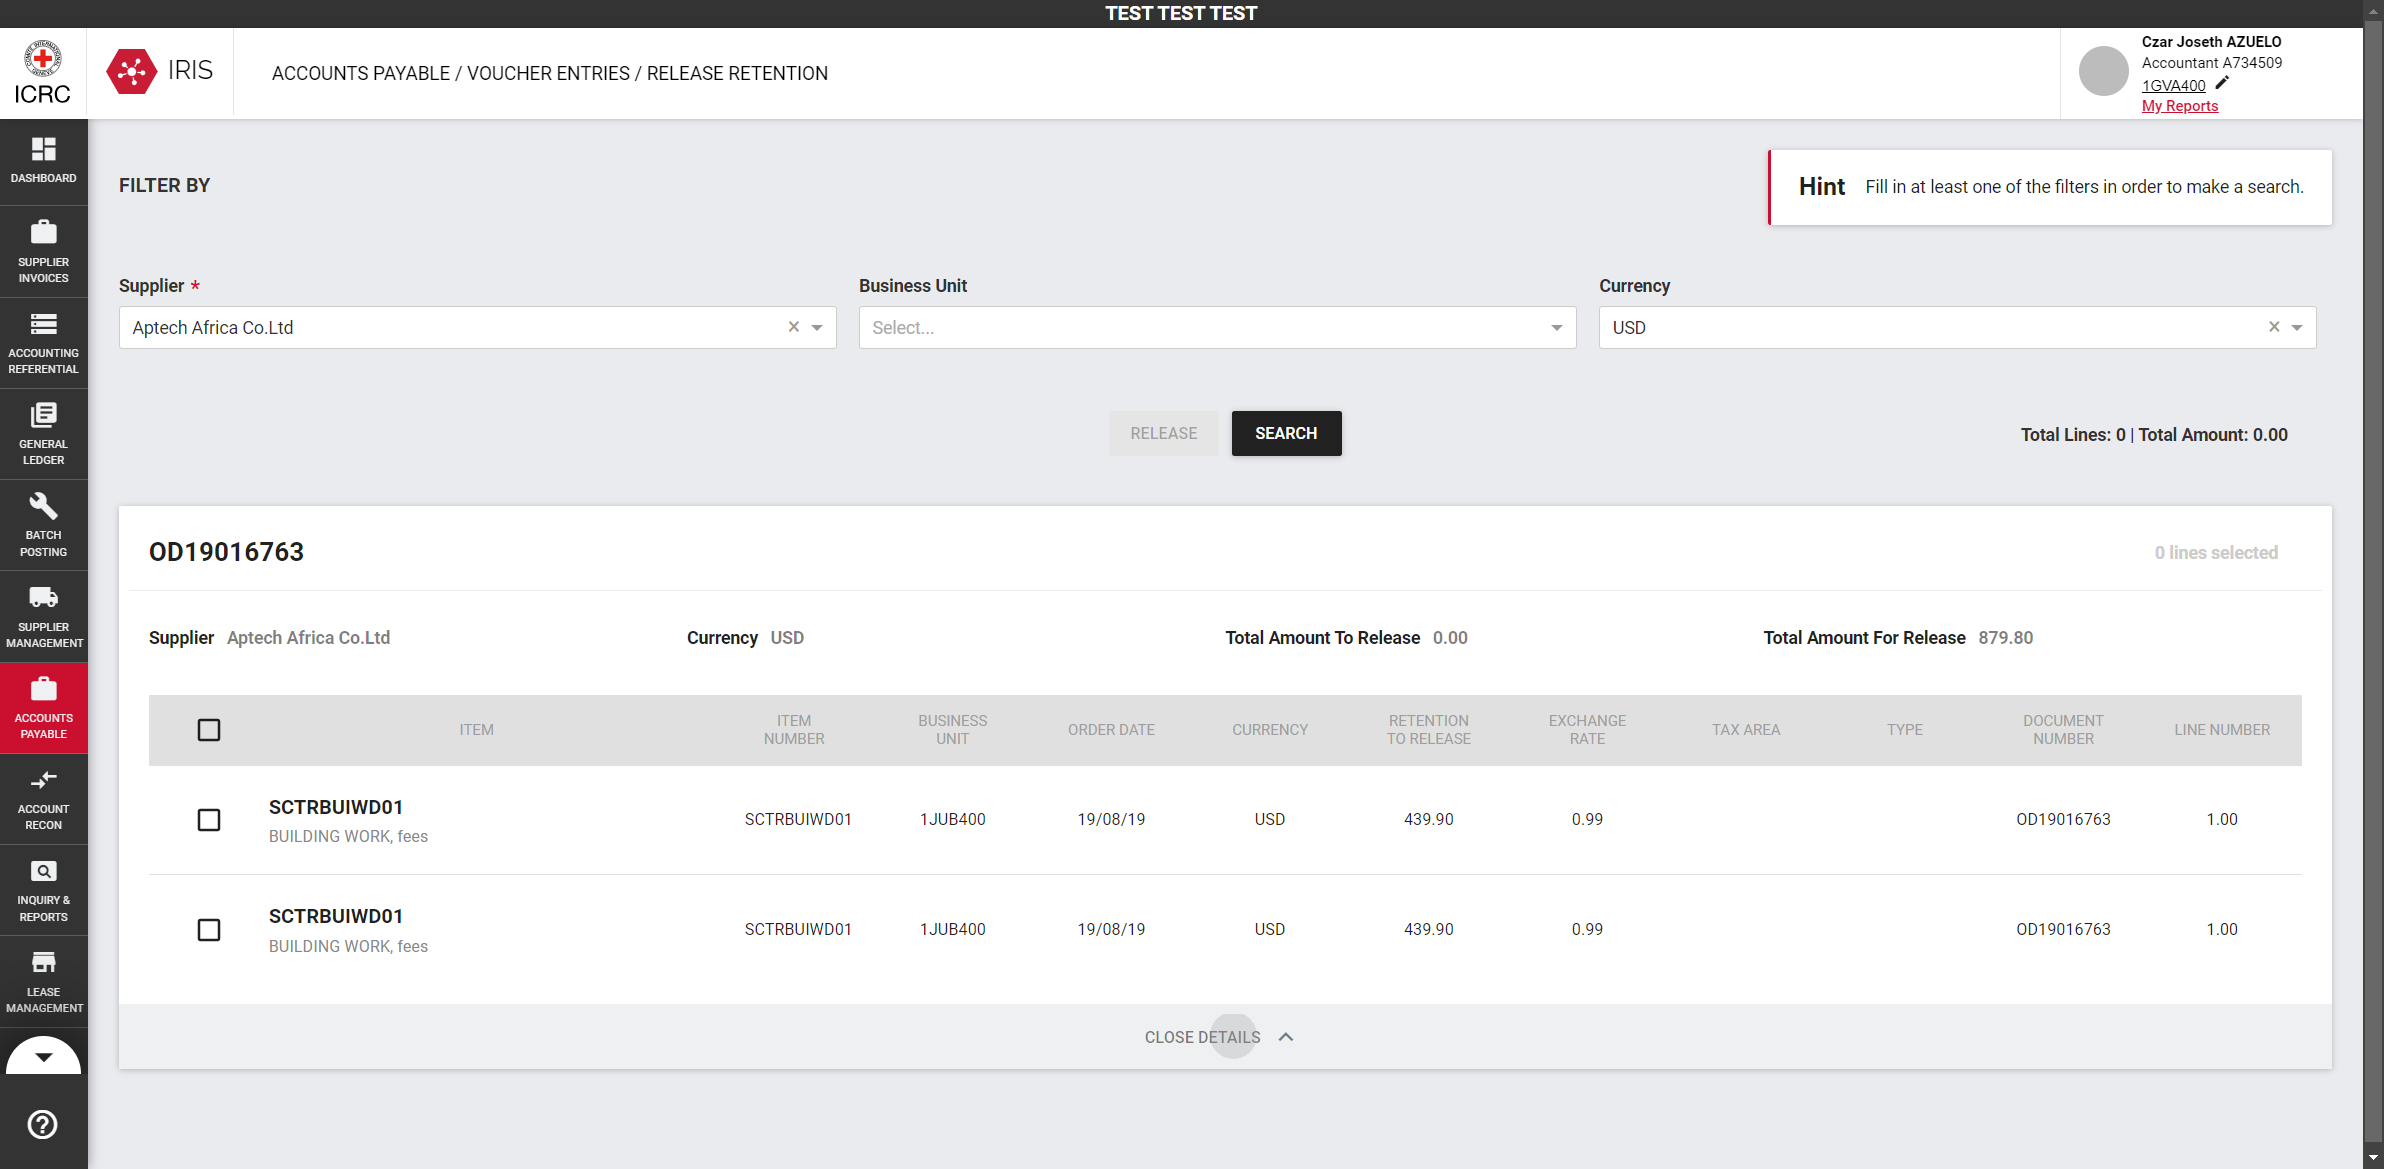 TEST TEST TEST
ICRC
IRIS
ACCOUNTS PAYABLE / VOUCHER ENTRIES / RELEASE RETENTION
Czar Joseth AZUELO
Accountant A734509
1GVA400
My Reports
DASHBOARD
SUPPLIER
INVOICES
ACCOUNTING
REFERENTIAL
GENERAL
LEDGER
BATCH
POSTING
SUPPLIER
MANAGEMENT
ACCOUNTS
PAYABLE
ACCOUNT
RECON
INQUIRY &
REPORTS
LEASE
MANAGEMENT
FILTER BY
Hint Fill in at least one of the filters in order to make a search.
Supplier * Business Unit Currency
Aptech Africa Co.Ltd Select... USD
RELEASE SEARCH Total Lines: 0 | Total Amount: 0.00
OD19016763 0 lines selected
Supplier Aptech Africa Co.Ltd Currency USD Total Amount To Release 0.00 Total Amount For Release 879.80
ITEM ITEM NUMBER BUSINESS UNIT ORDER DATE CURRENCY RETENTION TO RELEASE EXCHANGE RATE TAX AREA TYPE DOCUMENT NUMBER LINE NUMBER
SCTRBUIWD01
BUILDING WORK, fees
SCTRBUIWD01 1JUB400 19/08/19 USD 439.90 0.99 OD19016763 1.00
SCTRBUIWD01
BUILDING WORK, fees
SCTRBUIWD01 1JUB400 19/08/19 USD 439.90 0.99 OD19016763 1.00
CLOSE DETAILS